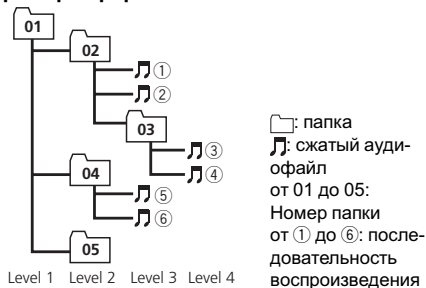 01
02
①
②
03
③
④
04
⑤
⑥
05
Level 1 Level 2 Level 3 Level 4
: папка
: сжатый ауди-
офайл
от 01 до 05:
Номер папки
от ① до ⑥: после-
довательность
воспроизведения